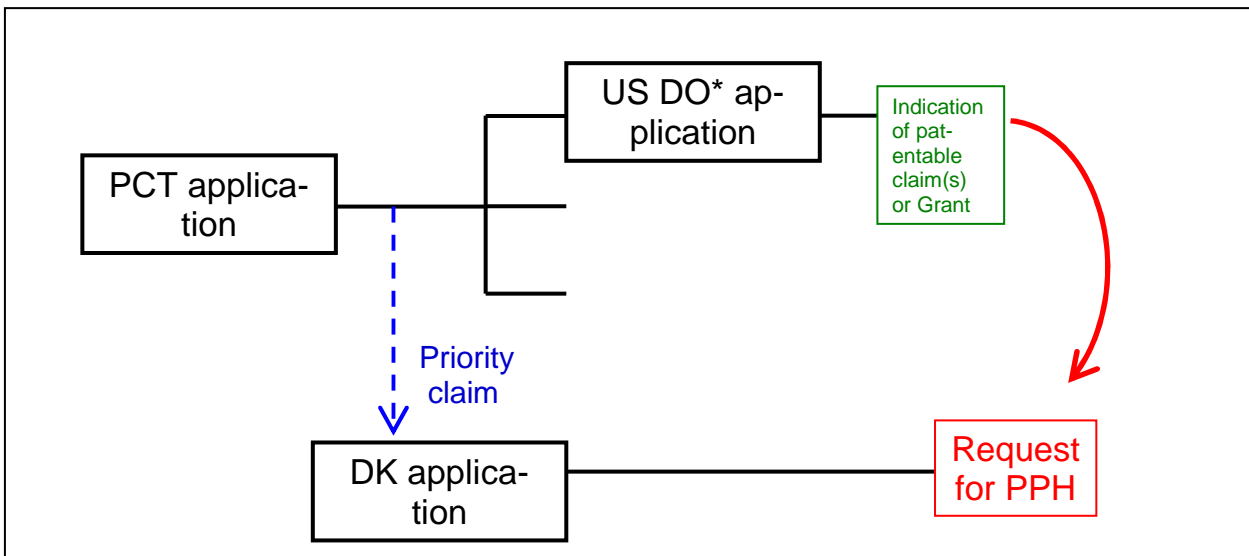 US DO* ap-
plication
Indication
of pat-
entable
claim(s)
or Grant
PCT applica-
tion
Priority
claim
DK applica-
tion
Request
for PPH